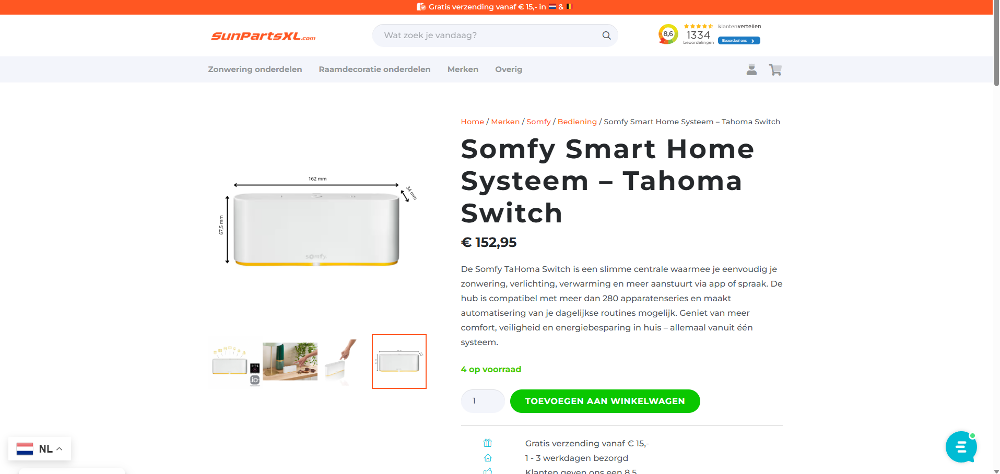 Gratis verzending vanaf € 15,- in 🇳🇱 & 🇧🇪
SunPartsXL.com
Wat zoek je vandaag?
8,6
1334
beoordelingen
klantenvertellen
Beoordeel ons
Zonwering onderdelen
Raamdecoratie onderdelen
Merken
Overig
Home / Merken / Somfy / Bediening / Somfy Smart Home Systeem – Tahoma Switch
Somfy Smart Home
Systeem – Tahoma
Switch
€ 152,95
162 mm
34 mm
67,5 mm
somfy.
De Somfy TaHoma Switch is een slimme centrale waarmee je eenvoudig je
zonwering, verlichting, verwarming en meer aanstuurt via app of spraak. De
hub is compatibel met meer dan 280 apparatenseries en maakt
automatisering van je dagelijkse routines mogelijk. Geniet van meer
comfort, veiligheid en energiebesparing in huis – allemaal vanuit één
systeem.
RTS
io
4 op voorraad
1
TOEVOEGEN AAN WINKELWAGEN
Gratis verzending vanaf € 15,-
1 - 3 werkdagen bezorgd
Klanten geven ons een 8,5
NL